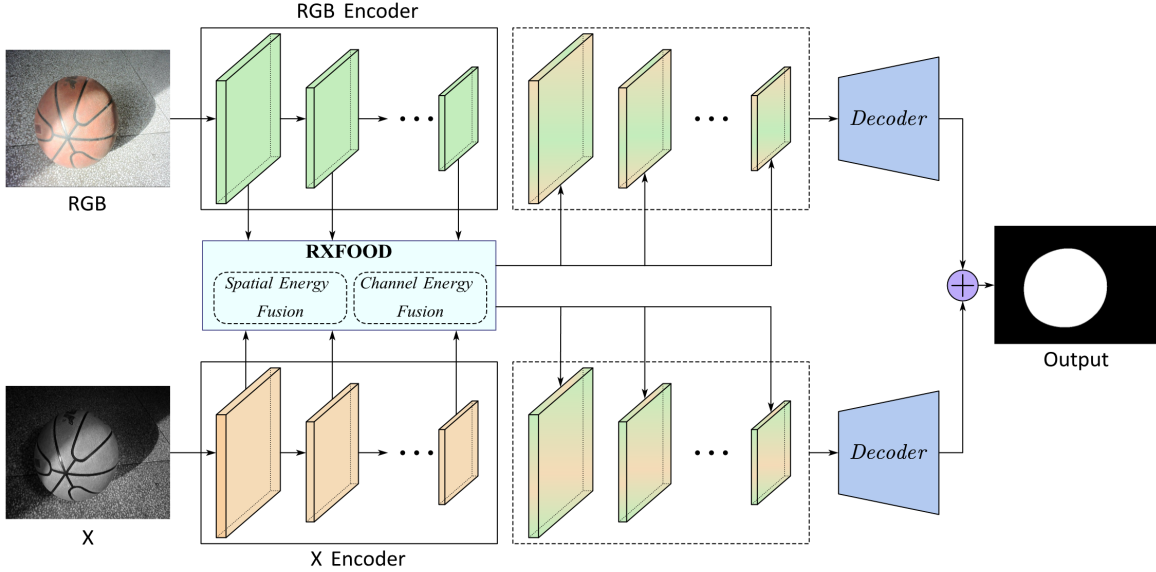 RGB Encoder
RGB
Decoder
RXFOOD
Spatial Energy
Fusion
Channel Energy
Fusion
Output
X
Decoder
X Encoder